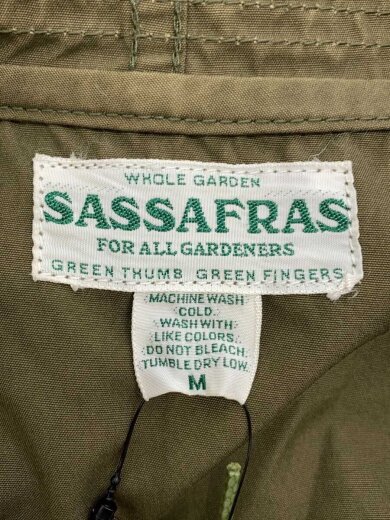 WHOLE GARDEN
SASSAFRAS
FOR ALL GARDENERS
GREEN THUMB GREEN FINGERS
MACHINE WASH
COLD.
WASH WITH
LIKE COLORS.
DO NOT BLEACH.
TUMBLE DRY LOW.
M